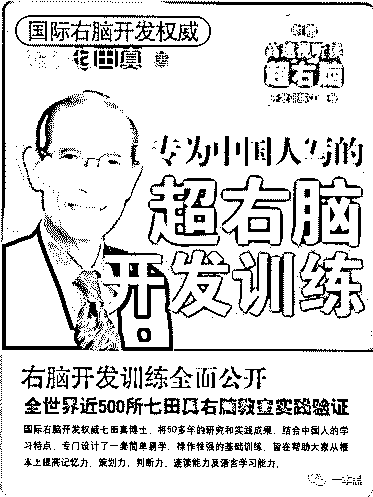 国际右脑开发权威
七田真 著
附赠
超右脑
专为中国人写的
超右脑
开发训练
右脑开发训练全面公开
全世界近500所七田真右脑教室实践验证
国际右脑开发权威七田真博士，将50多年的研究和实践成果，结合中国人的学
习特点，专门设计了一套简单易学、操作性强的基础训练，旨在帮助大家从根
本上提高记忆力、策划力、判断力、速读能力及语言学习能力。